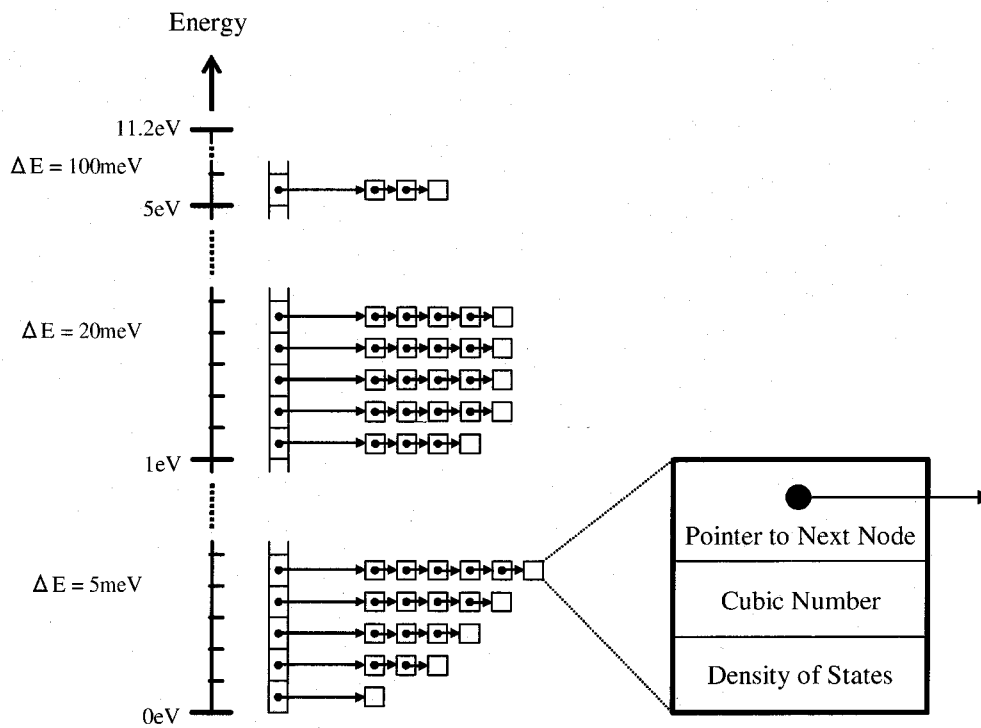 Energy
11.2eV
ΔE = 100meV
5eV
ΔE = 20meV
1eV
ΔE = 5meV
0eV
Pointer to Next Node
Cubic Number
Density of States